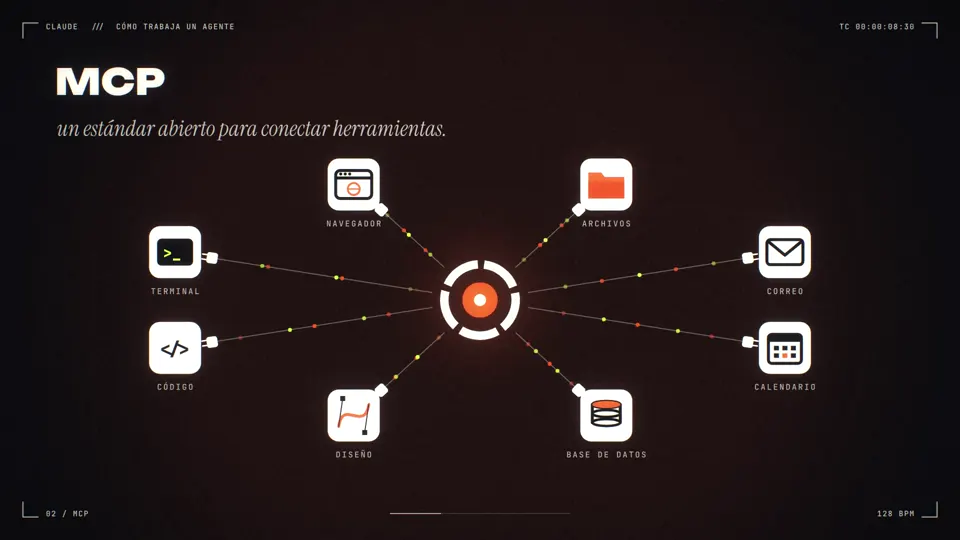 CLAUDE /// CÓMO TRABAJA UN AGENTE
TC 00:00:08:30
MCP
un estándar abierto para conectar herramientas.
NAVEGADOR
ARCHIVOS
>_
TERMINAL
CORREO
</>
CÓDIGO
CALENDARIO
DISEÑO
BASE DE DATOS
02 / MCP
128 BPM